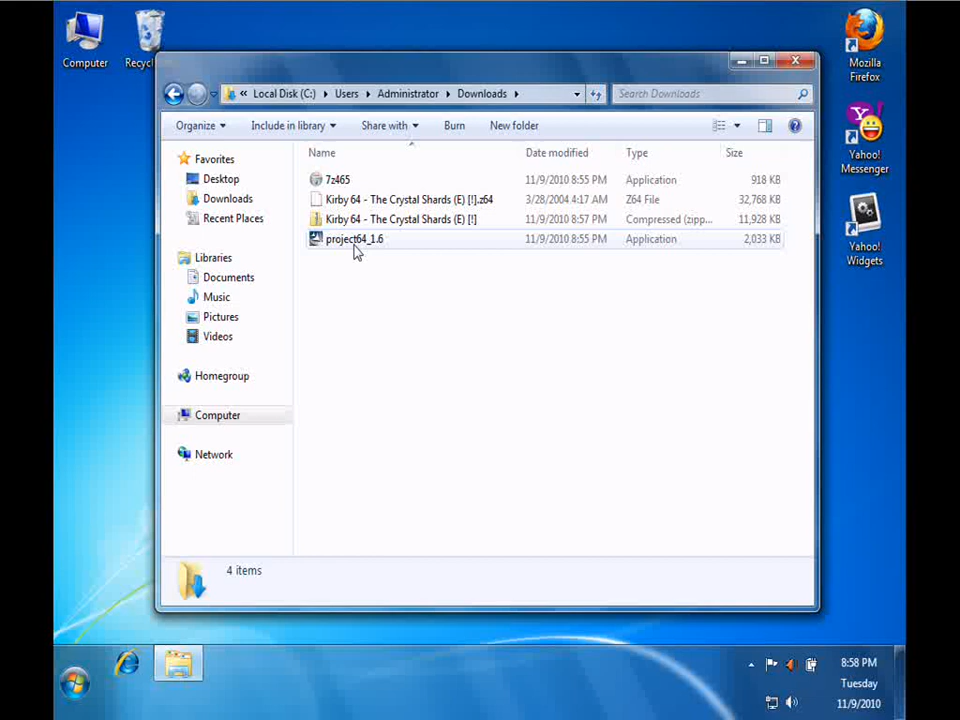 Computer
Recycl
Mozilla
Firefox
Yahoo!
Messenger
Yahoo!
Widgets
« Local Disk (C:) Users Administrator Downloads
Search Downloads
Organize Include in library Share with Burn New folder
Favorites
Desktop
Downloads
Recent Places
Libraries
Documents
Music
Pictures
Videos
Homegroup
Computer
Network
Name Date modified Type Size
7z465 11/9/2010 8:55 PM Application 918 KB
Kirby 64 - The Crystal Shards (E) [!].z64 3/28/2004 4:17 AM Z64 File 32,768 KB
Kirby 64 - The Crystal Shards (E) [!] 11/9/2010 8:57 PM Compressed (zipp... 11,928 KB
project64_1.6 11/9/2010 8:55 PM Application 2,033 KB
4 items
8:58 PM
Tuesday
11/9/2010